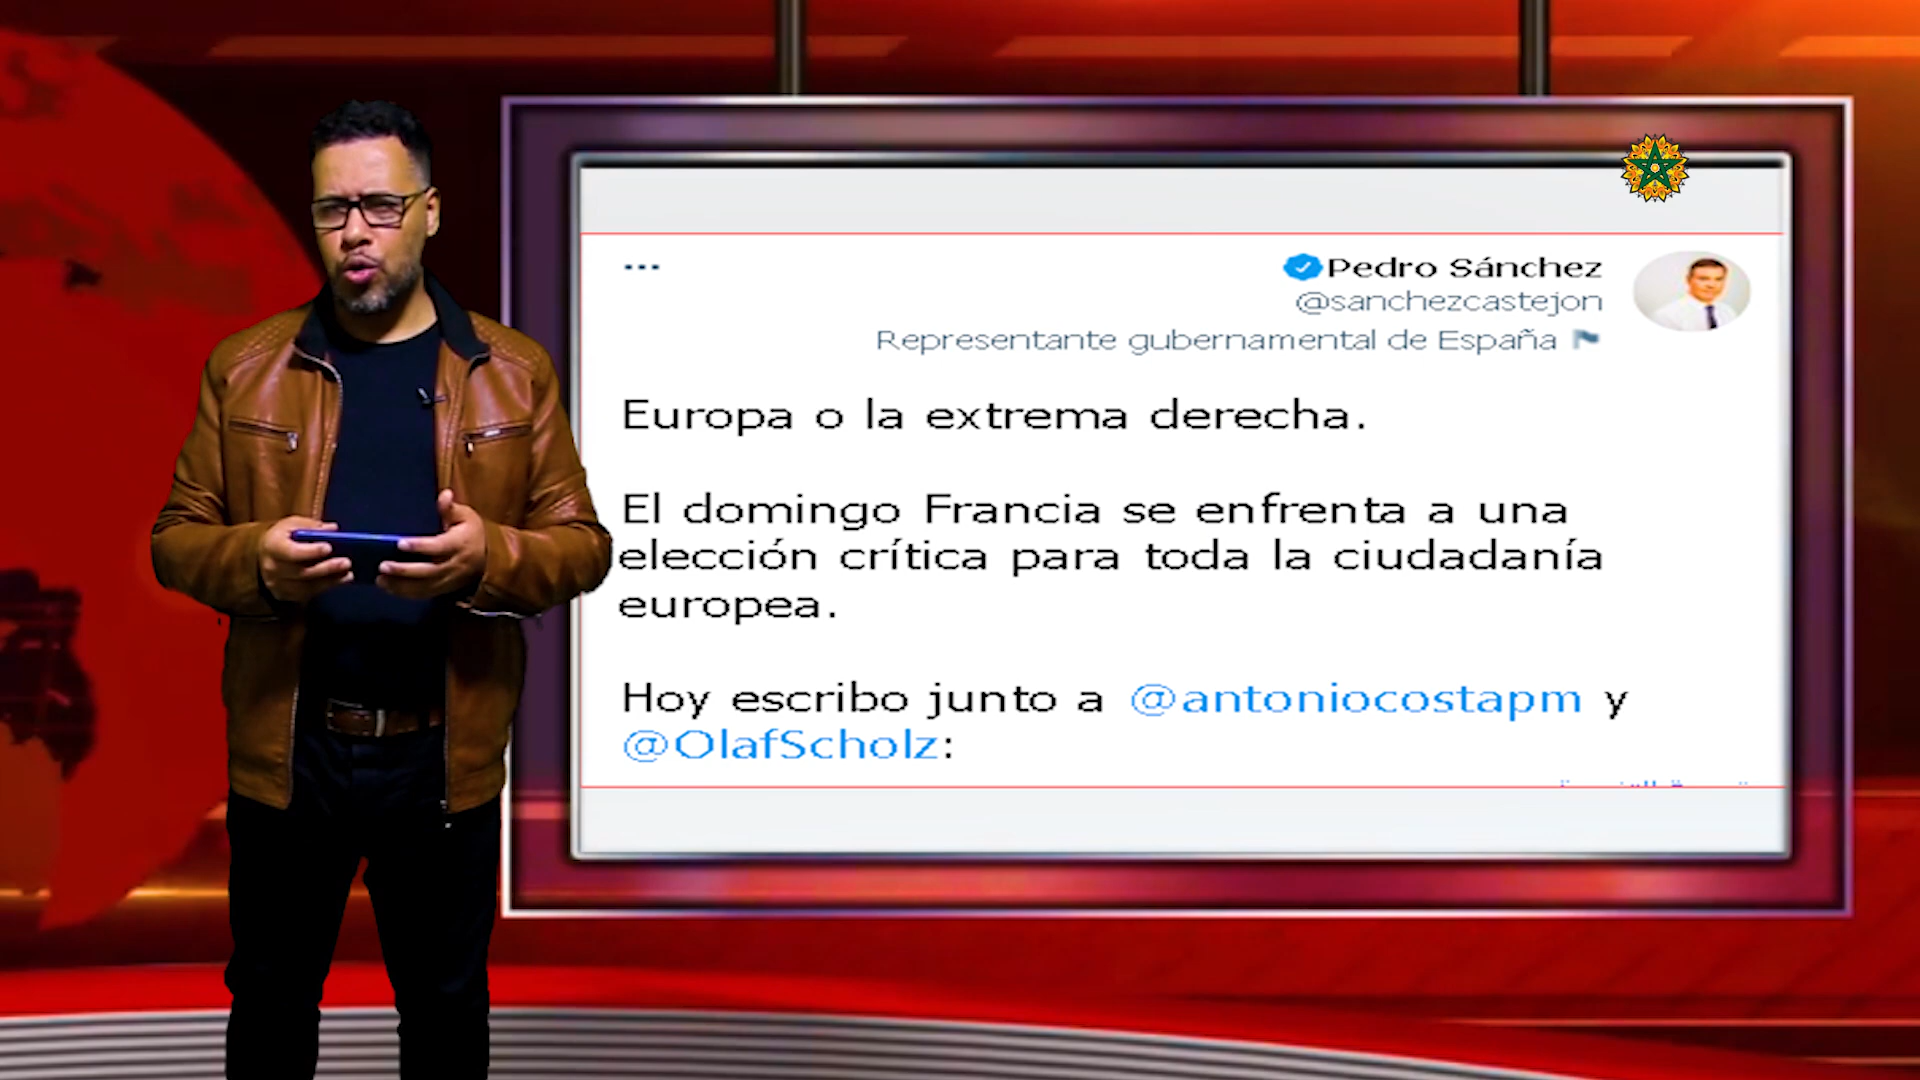 Pedro Sánchez
@sanchezcastejon
Representante gubernamental de España
Europa o la extrema derecha.
El domingo Francia se enfrenta a una
elección crítica para toda la ciudadanía
europea.
Hoy escribo junto a @antoniocostapm y
@OlafScholz: